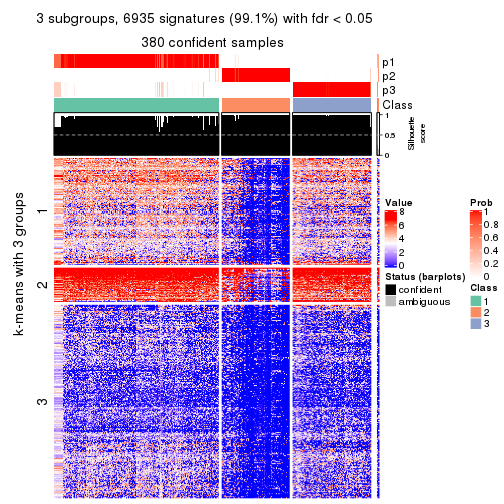 3 subgroups, 6935 signatures (99.1%) with fdr < 0.05
380 confident samples
p1
p2
p3
Class
1
0.5
0
Silhouette
score
k-means with 3 groups
1
2
3
Value
8
6
4
2
0
Status (barplots)
confident
ambiguous
Prob
1
0.8
0.6
0.4
0.2
0
Class
1
2
3